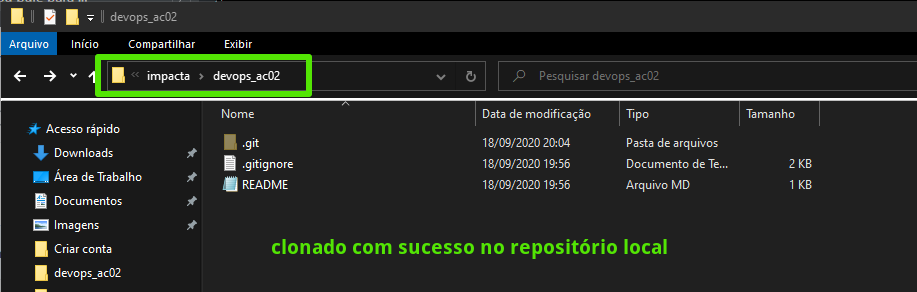 devops_ac02
Arquivo Início Compartilhar Exibir
impacta devops_ac02 Pesquisar devops_ac02
Nome Data de modificação Tipo Tamanho
Acesso rápido
Downloads
Área de Trabalho
Documentos
Imagens
Criar conta
devops_ac02
.git 18/09/2020 20:04 Pasta de arquivos
.gitignore 18/09/2020 19:56 Documento de Te... 2 KB
README 18/09/2020 19:56 Arquivo MD 1 KB
clonado com sucesso no repositório local